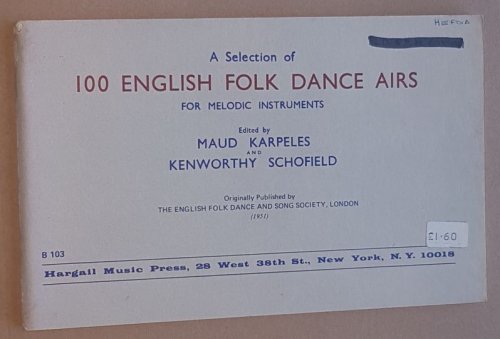 A Selection of
100 ENGLISH FOLK DANCE AIRS
FOR MELODIC INSTRUMENTS
Edited by
MAUD KARPELES
AND
KENWORTHY SCHOFIELD
Originally Published by
THE ENGLISH FOLK DANCE AND SONG SOCIETY, LONDON
(1951)
£1.60
B 103
Hargail Music Press, 28 West 38th St., New York, N. Y. 10018